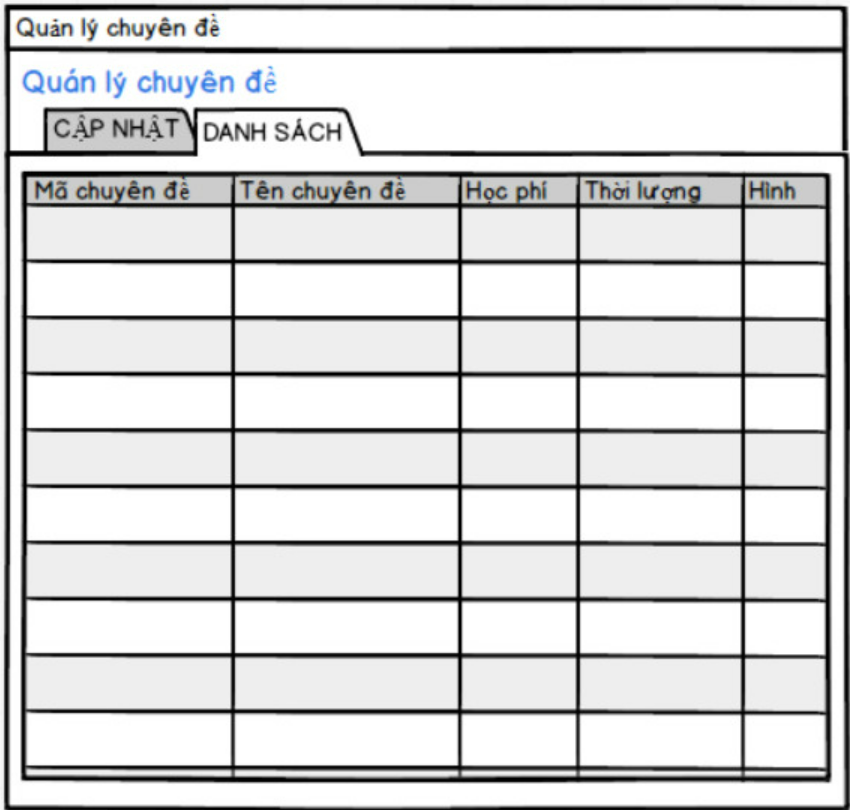 Quản lý chuyên đề
Quản lý chuyên đề
CẬP NHẬT DANH SÁCH
Mã chuyên đề Tên chuyên đề Học phí Thời lượng Hình